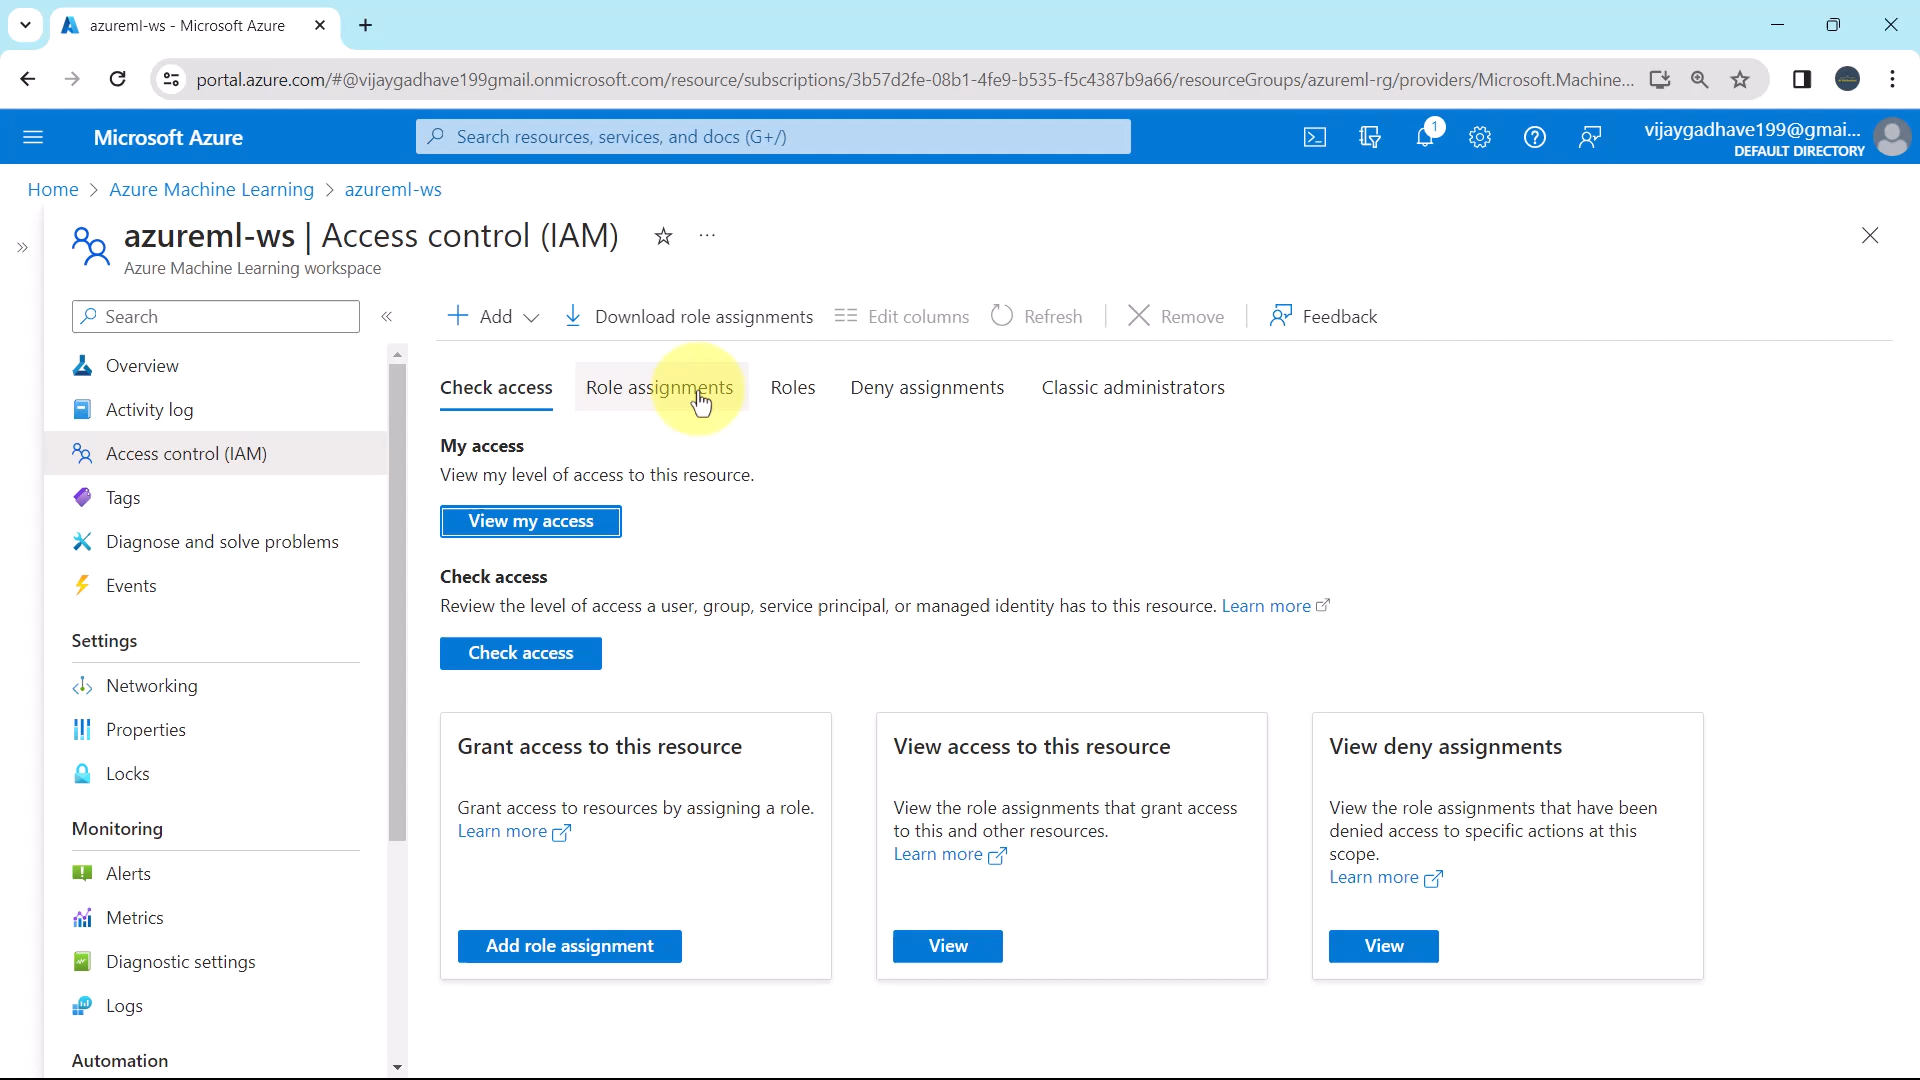 azureml-ws - Microsoft Azure
portal.azure.com/#@vijaygadhave199gmail.onmicrosoft.com/resource/subscriptions/3b57d2fe-08b1-4fe9-b535-f5c4387b9a66/resourceGroups/azureml-rg/providers/Microsoft.Machine...
Microsoft Azure
Search resources, services, and docs (G+/)
1
vijaygadhave199@gmai...
DEFAULT DIRECTORY
Home > Azure Machine Learning > azureml-ws
azureml-ws | Access control (IAM)
Azure Machine Learning workspace
Search
Add
Download role assignments
Edit columns
Refresh
Remove
Feedback
Overview
Activity log
Access control (IAM)
Tags
Diagnose and solve problems
Events
Settings
Networking
Properties
Locks
Monitoring
Alerts
Metrics
Diagnostic settings
Logs
Automation
Check access
Role assignments
Roles
Deny assignments
Classic administrators
My access
View my level of access to this resource.
View my access
Check access
Review the level of access a user, group, service principal, or managed identity has to this resource. Learn more
Check access
Grant access to this resource
Grant access to resources by assigning a role.
Learn more
Add role assignment
View access to this resource
View the role assignments that grant access
to this and other resources.
Learn more
View
View deny assignments
View the role assignments that have been
denied access to specific actions at this
scope.
Learn more
View